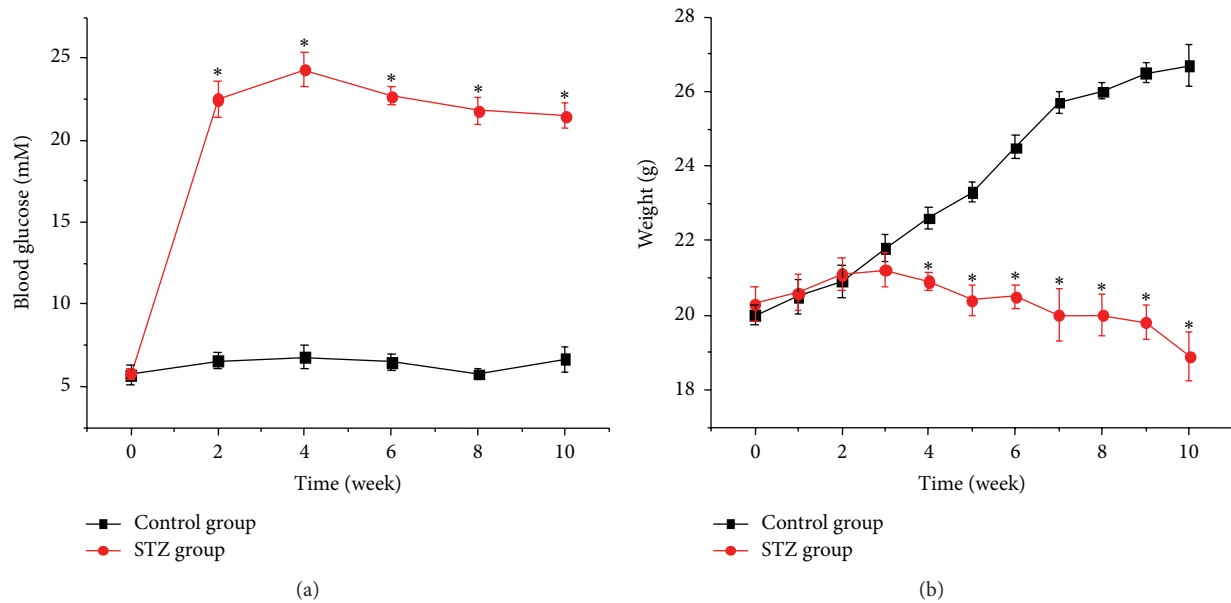 25
20
15
10
5
Blood glucose (mM)
* * * * *
0 2 4 6 8 10
Time (week)
Control group
STZ group
(a)
28
26
24
22
20
18
Weight (g)
* * * * * * *
0 2 4 6 8 10
Time (week)
Control group
STZ group
(b)